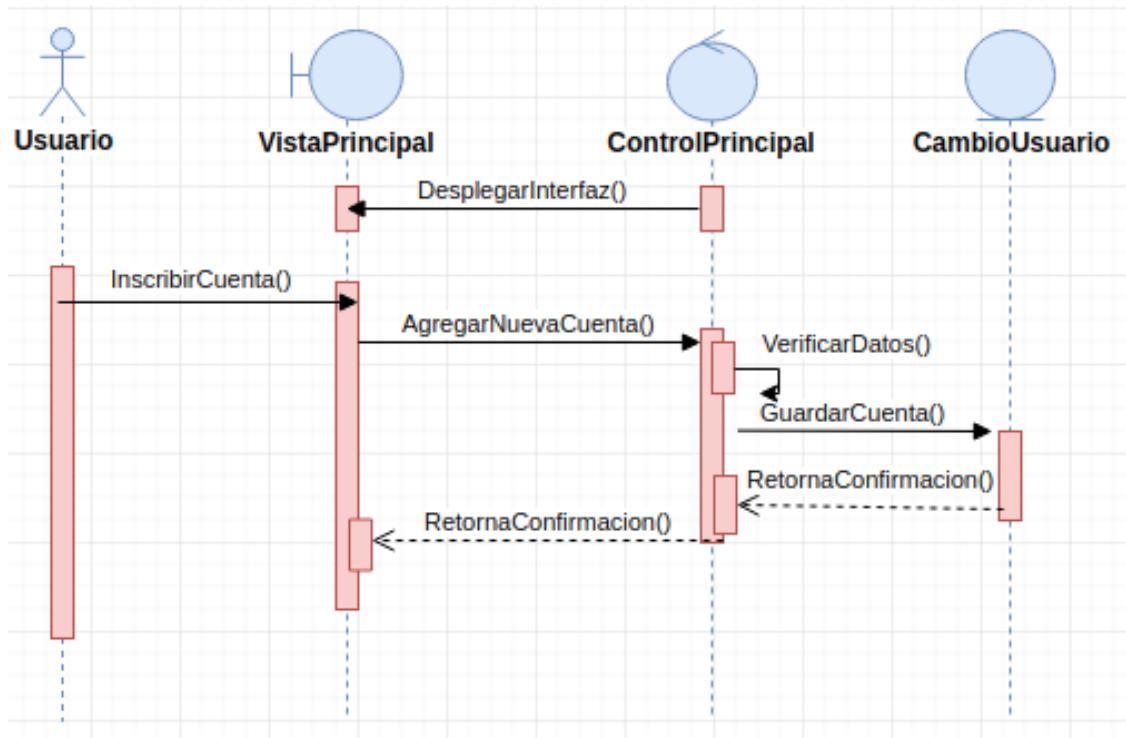 Usuario
VistaPrincipal
ControlPrincipal
CambioUsuario
DesplegarInterfaz()
InscribirCuenta()
AgregarNuevaCuenta()
VerificarDatos()
GuardarCuenta()
RetornaConfirmacion()
RetornaConfirmacion()